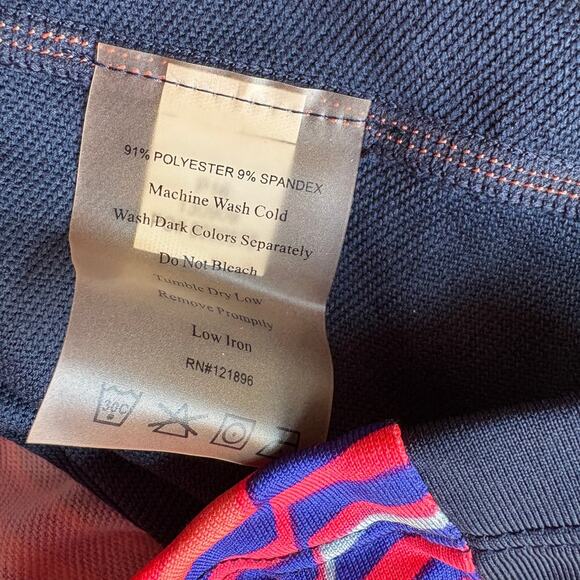 91% POLYESTER 9% SPANDEX
Machine Wash Cold
Wash Dark Colors Separately
Do Not Bleach
Tumble Dry Low
Remove Promptly
Low Iron
RN#121896
30C